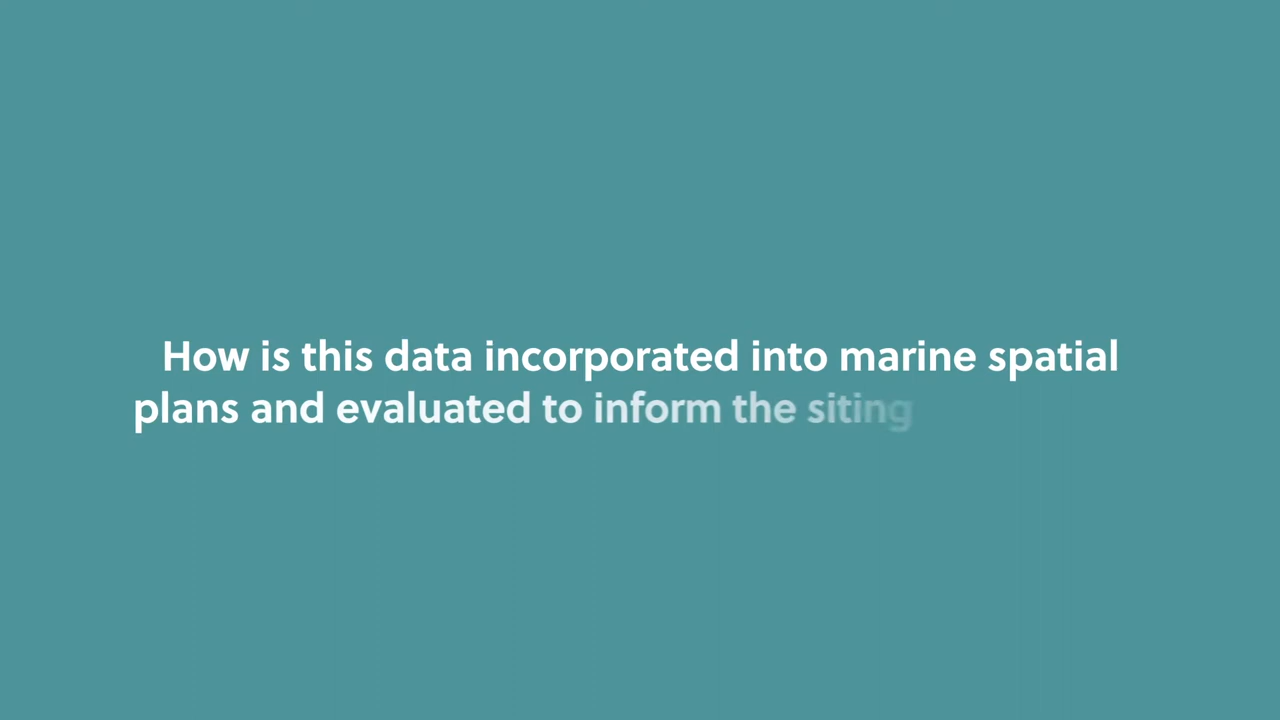 How is this data incorporated into marine spatial
plans and evaluated to inform the siting